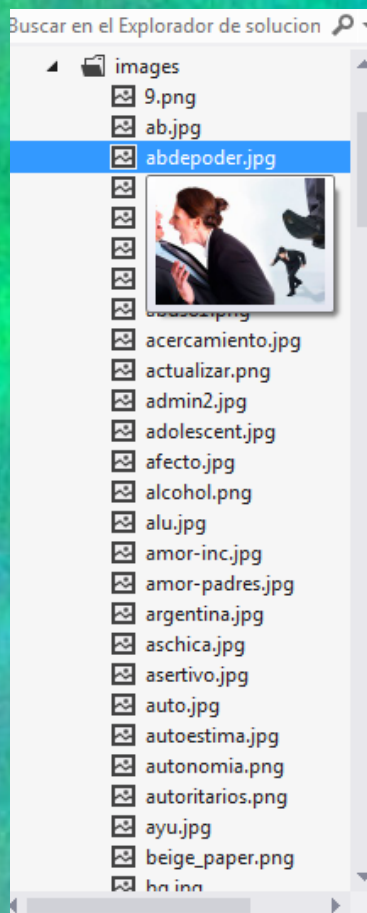 Buscar en el Explorador de solucion
images
9.png
ab.jpg
abdepoder.jpg
acercamiento.jpg
actualizar.png
admin2.jpg
adolescent.jpg
afecto.jpg
alcohol.png
alu.jpg
amor-inc.jpg
amor-padres.jpg
argentina.jpg
aschica.jpg
asertivo.jpg
auto.jpg
autoestima.jpg
autonomia.png
autoritarios.png
ayu.jpg
beige_paper.png